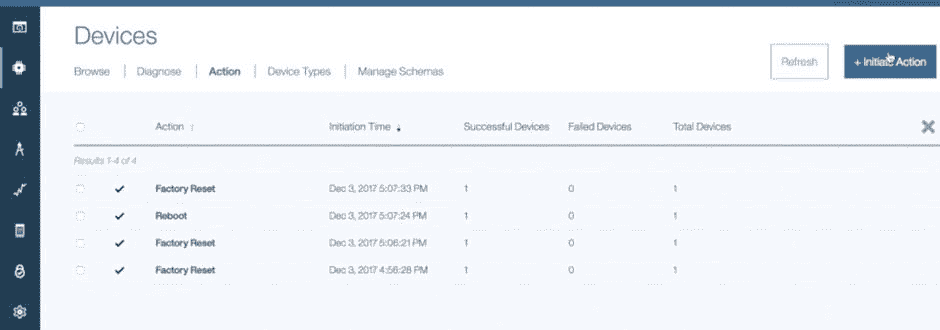 Devices
Browse Diagnose Action Device Types Manage Schemas
Refresh
+ Initiate Action
Action Initiation Time Successful Devices Failed Devices Total Devices
Results 1-4 of 4
Factory Reset Dec 3, 2017 5:07:33 PM 1 0 1
Reboot Dec 3, 2017 5:07:24 PM 1 0 1
Factory Reset Dec 3, 2017 5:06:21 PM 1 0 1
Factory Reset Dec 3, 2017 4:56:28 PM 1 0 1